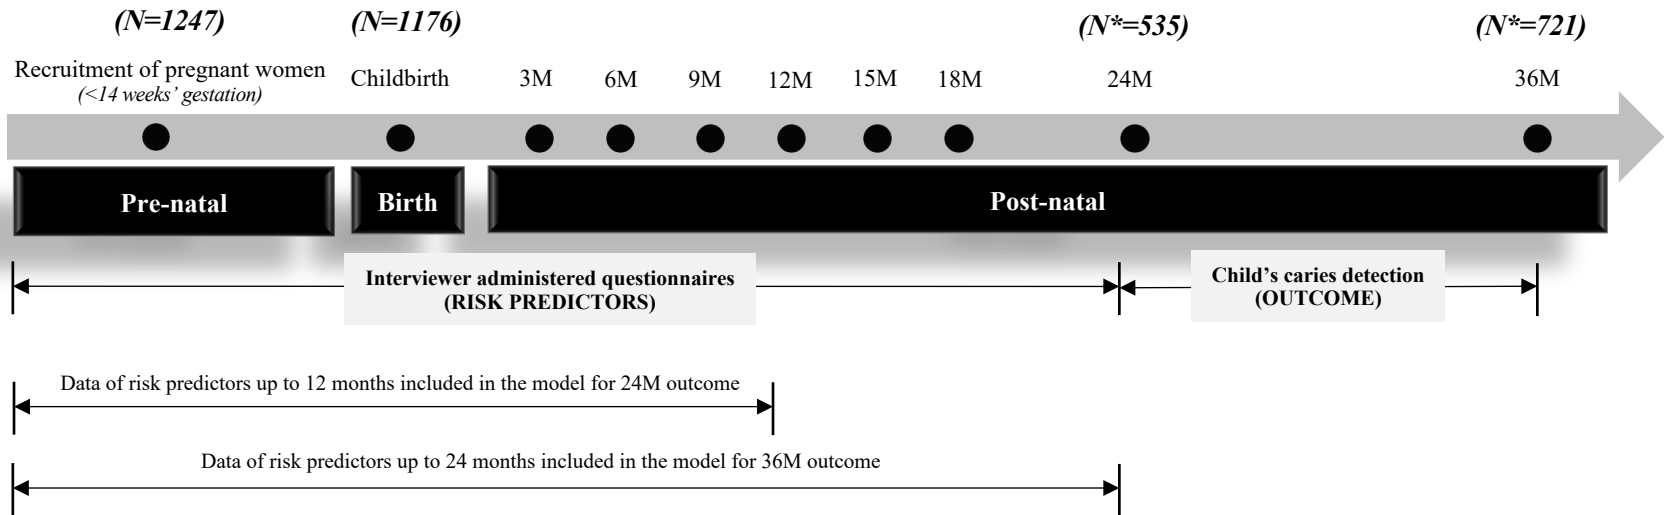 (N=1247)
(N=1176)
(N*=535)
(N*=721)
Recruitment of pregnant women
(<14 weeks’ gestation)
Childbirth
3M
6M
9M
12M
15M
18M
24M
36M
Pre-natal
Birth
Post-natal
Interviewer administered questionnaires
(RISK PREDICTORS)
Child’s caries detection
(OUTCOME)
Data of risk predictors up to 12 months included in the model for 24M outcome
Data of risk predictors up to 24 months included in the model for 36M outcome